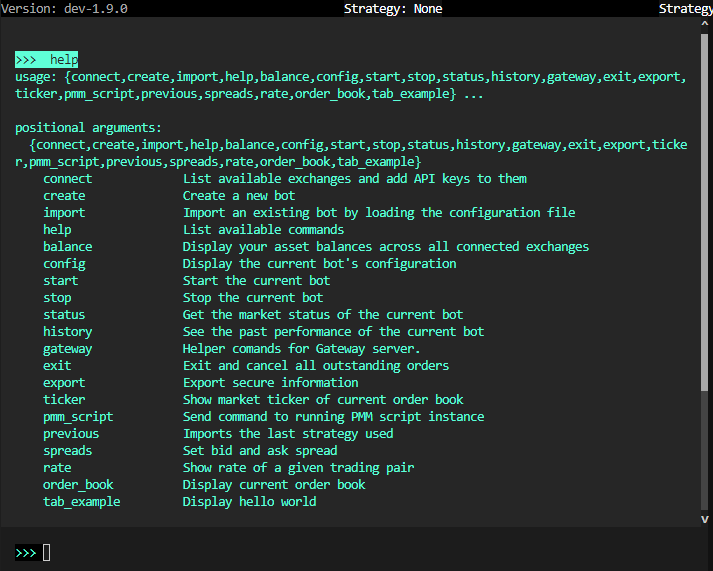 Version: dev-1.9.0 Strategy: None Strategy
>>> help
usage: {connect,create,import,help,balance,config,start,stop,status,history,gateway,exit,export,
ticker,pmm_script,previous,spreads,rate,order_book,tab_example} ...
positional arguments:
{connect,create,import,help,balance,config,start,stop,status,history,gateway,exit,export,ticke
r,pmm_script,previous,spreads,rate,order_book,tab_example}
connect List available exchanges and add API keys to them
create Create a new bot
import Import an existing bot by loading the configuration file
help List available commands
balance Display your asset balances across all connected exchanges
config Display the current bot's configuration
start Start the current bot
stop Stop the current bot
status Get the market status of the current bot
history See the past performance of the current bot
gateway Helper comands for Gateway server.
exit Exit and cancel all outstanding orders
export Export secure information
ticker Show market ticker of current order book
pmm_script Send command to running PMM script instance
previous Imports the last strategy used
spreads Set bid and ask spread
rate Show rate of a given trading pair
order_book Display current order book
tab_example Display hello world
>>>